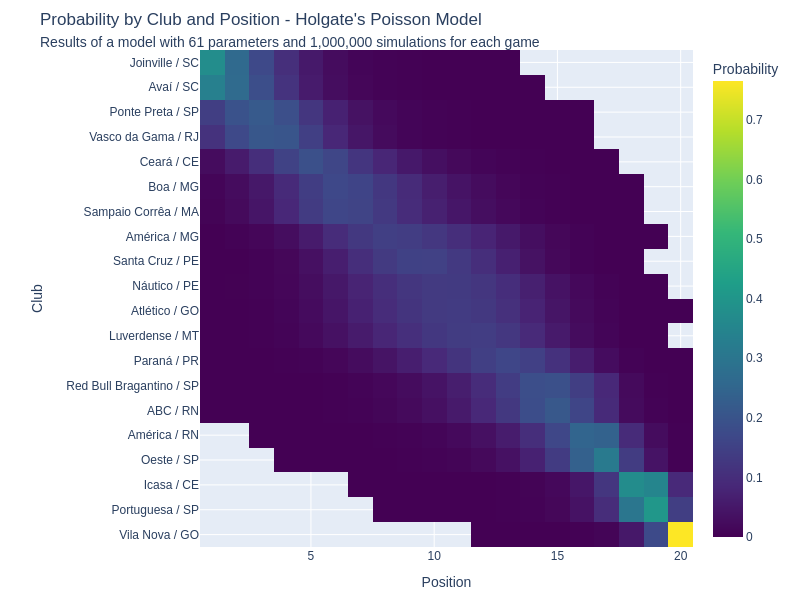 Probability by Club and Position - Holgate's Poisson Model
Results of a model with 61 parameters and 1,000,000 simulations for each game
Probability
Joinville / SC
Avaí / SC
Ponte Preta / SP
Vasco da Gama / RJ
Ceará / CE
Boa / MG
Sampaio Corrêa / MA
América / MG
Santa Cruz / PE
Náutico / PE
Atlético / GO
Luverdense / MT
Paraná / PR
Red Bull Bragantino / SP
ABC / RN
América / RN
Oeste / SP
Icasa / CE
Portuguesa / SP
Vila Nova / GO
Club
5
10
15
20
Position
0.7
0.6
0.5
0.4
0.3
0.2
0.1
0